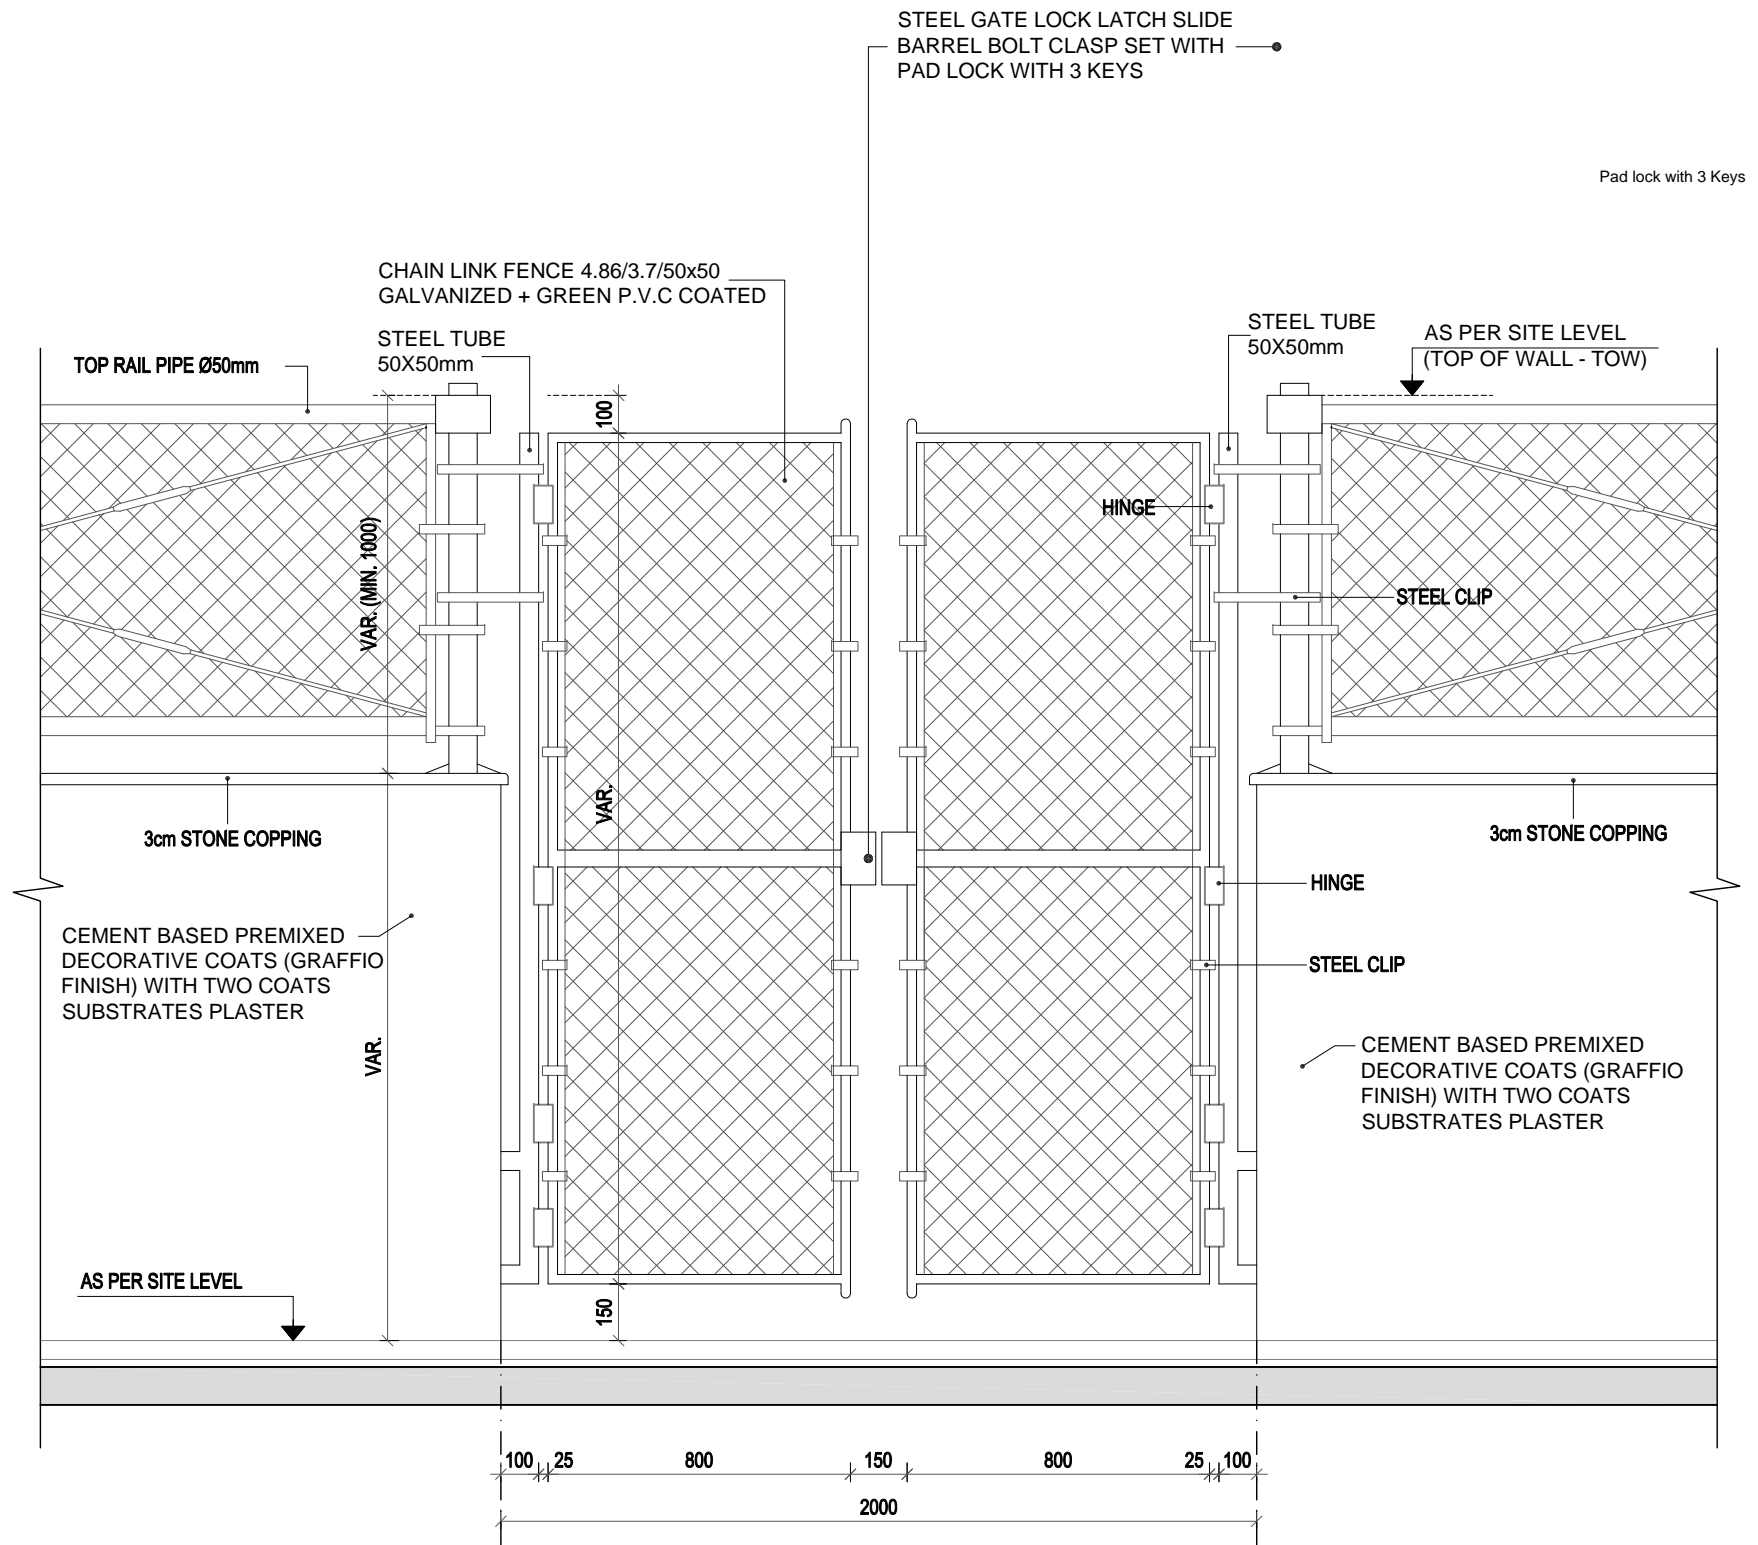 STEEL GATE LOCK LATCH SLIDE
BARREL BOLT CLASP SET WITH
PAD LOCK WITH 3 KEYS
Pad lock with 3 Keys
CHAIN LINK FENCE 4.86/3.7/50x50
GALVANIZED + GREEN P.V.C COATED
STEEL TUBE
50X50mm
TOP RAIL PIPE Ø50mm
STEEL TUBE
50X50mm
AS PER SITE LEVEL
(TOP OF WALL - TOW)
100
HINGE
VAR. (MIN. 1000)
STEEL CLIP
VAR.
3cm STONE COPPING
3cm STONE COPPING
HINGE
CEMENT BASED PREMIXED
DECORATIVE COATS (GRAFFIO
FINISH) WITH TWO COATS
SUBSTRATES PLASTER
STEEL CLIP
VAR.
CEMENT BASED PREMIXED
DECORATIVE COATS (GRAFFIO
FINISH) WITH TWO COATS
SUBSTRATES PLASTER
AS PER SITE LEVEL
150
100 25 800 150 800 25 100
2000